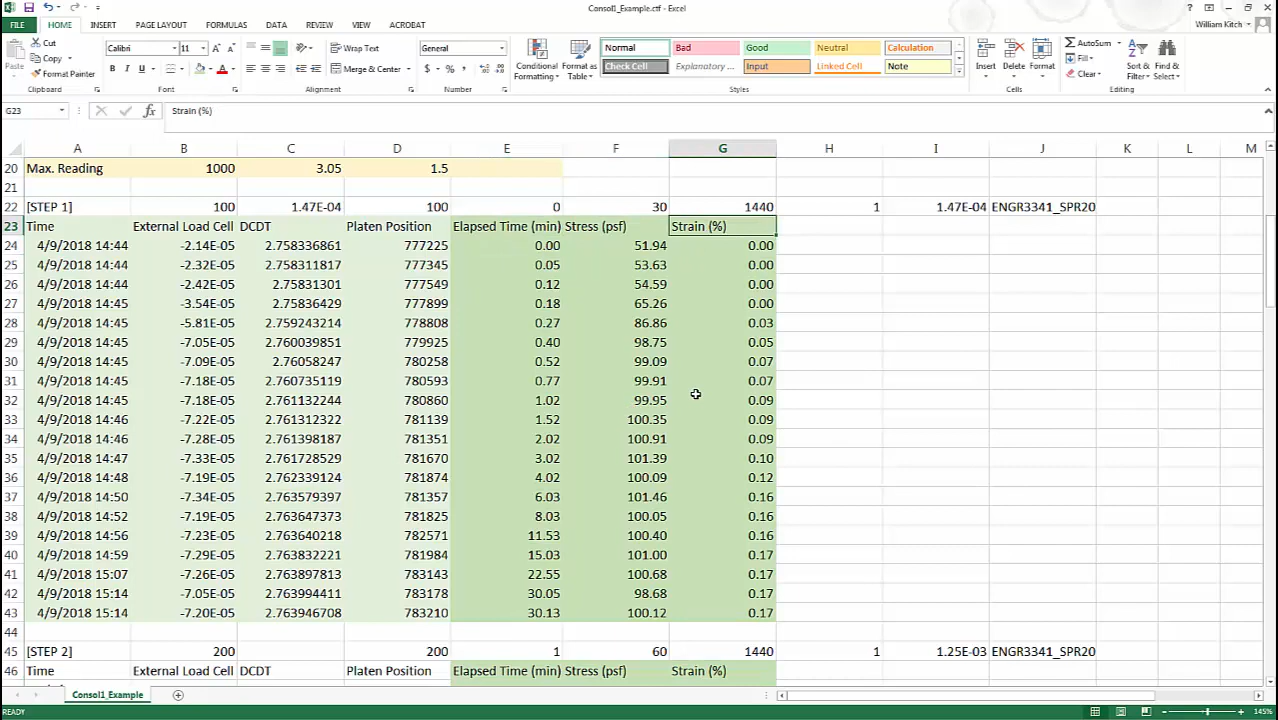 Consol1_Example.ctf - Excel
FILE HOME INSERT PAGE LAYOUT FORMULAS DATA REVIEW VIEW ACROBAT William Kitch
Cut Calibri 11 Wrap Text General Normal Bad Good Neutral Calculation AutoSum
Copy Fill
Paste Format Painter B I U Merge & Center $ % Conditional Formatting Format as Table Check Cell Explanatory ... Input Linked Cell Note Insert Delete Format Clear Sort & Filter Find & Select
Clipboard Font Alignment Number Styles Cells Editing
G23 fx Strain (%)
A B C D E F G H I J K L M
20 Max. Reading 1000 3.05 1.5
21
22 [STEP 1] 100 1.47E-04 100 0 30 1440 1 1.47E-04 ENGR3341_SPR20
23 Time External Load Cell DCDT Platen Position Elapsed Time (min) Stress (psf) Strain (%)
24 4/9/2018 14:44 -2.14E-05 2.758336861 777225 0.00 51.94 0.00
25 4/9/2018 14:44 -2.32E-05 2.758311817 777345 0.05 53.63 0.00
26 4/9/2018 14:44 -2.42E-05 2.75831301 777549 0.12 54.59 0.00
27 4/9/2018 14:44 -3.54E-05 2.75836429 777899 0.18 65.26 0.00
28 4/9/2018 14:45 -5.81E-05 2.759243214 778808 0.27 86.86 0.03
29 4/9/2018 14:45 -7.05E-05 2.760039851 779925 0.40 98.75 0.05
30 4/9/2018 14:45 -7.09E-05 2.76058247 780258 0.52 99.09 0.07
31 4/9/2018 14:45 -7.18E-05 2.760735119 780593 0.77 99.91 0.07
32 4/9/2018 14:45 -7.18E-05 2.761132244 780860 1.02 99.95 0.09
33 4/9/2018 14:46 -7.22E-05 2.761312322 781139 1.52 100.35 0.09
34 4/9/2018 14:46 -7.28E-05 2.761398187 781351 2.02 100.91 0.09
35 4/9/2018 14:47 -7.33E-05 2.761728529 781670 3.02 101.39 0.10
36 4/9/2018 14:48 -7.19E-05 2.762339124 781874 4.02 100.09 0.12
37 4/9/2018 14:50 -7.34E-05 2.763579397 781357 6.03 101.46 0.16
38 4/9/2018 14:52 -7.19E-05 2.763647373 781825 8.03 100.05 0.16
39 4/9/2018 14:56 -7.23E-05 2.763640218 782571 11.53 100.40 0.16
40 4/9/2018 14:59 -7.29E-05 2.763832221 781984 15.03 101.00 0.17
41 4/9/2018 15:07 -7.26E-05 2.763897813 783143 22.55 100.68 0.17
42 4/9/2018 15:14 -7.05E-05 2.763994411 783178 30.05 98.68 0.17
43 4/9/2018 15:14 -7.20E-05 2.763946708 783210 30.13 100.12 0.17
44
45 [STEP 2] 200 200 1 60 1440 1 1.25E-03 ENGR3341_SPR20
46 Time External Load Cell DCDT Platen Position Elapsed Time (min) Stress (psf) Strain (%)
Consol1_Example
READY 145%